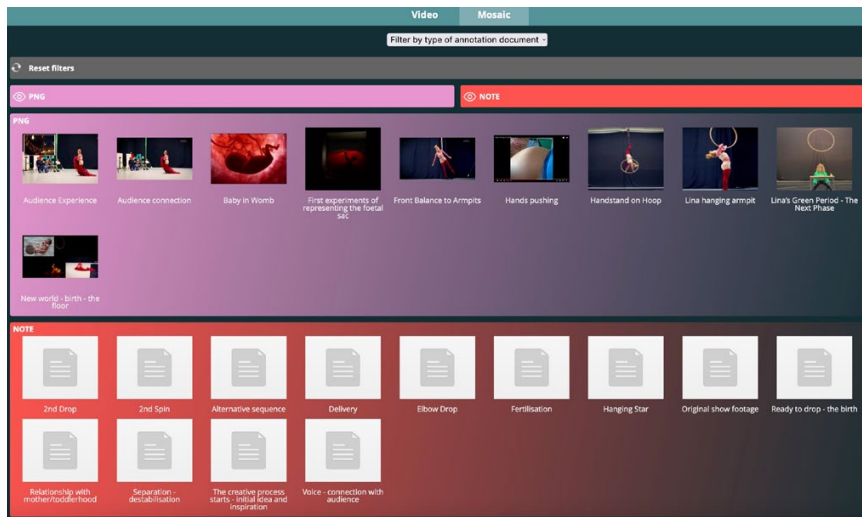 Video Mosaic
Filter by type of annotation document
Reset filters
PNG NOTE
PNG
Audience Experience
Audience connection
Baby in Womb
First experiments of
representing the foetal
sac
Front Balance to Armpits
Hands pushing
Handstand on Hoop
Lina hanging armpit
Lina's Green Period - The
Next Phase
New world - birth - the
floor
NOTE
2nd Drop
2nd Spin
Alternative sequence
Delivery
Elbow Drop
Fertilisation
Hanging Star
Original show footage
Ready to drop - the birth
Relationship with
mother/toddlerhood
Separation -
destabilisation
The creative process
starts - initial idea and
inspiration
Voice - connection with
audience